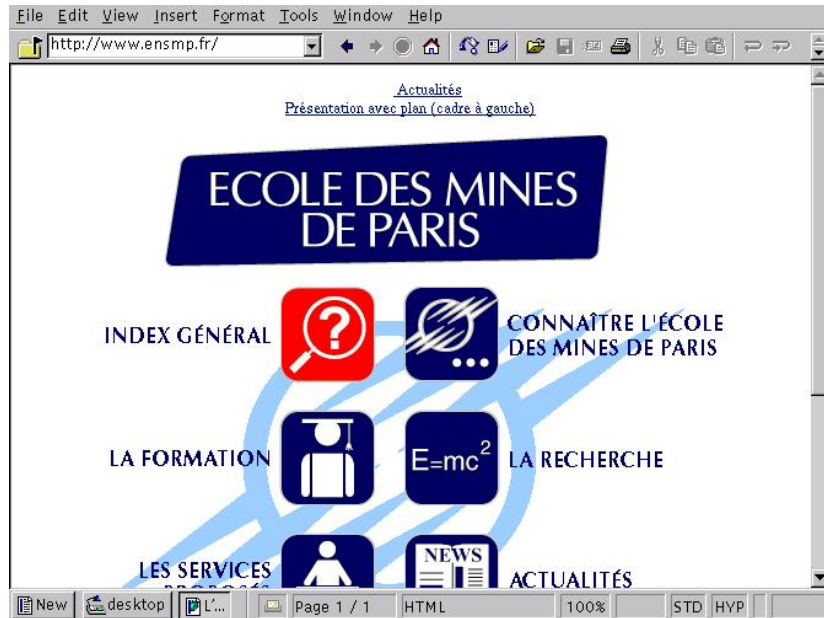 File Edit View Insert Format Tools Window Help
http://www.ensmp.fr/
Actualités
Présentation avec plan (cadre à gauche)
ECOLE DES MINES
DE PARIS
INDEX GÉNÉRAL
?
CONNAÎTRE L'ÉCOLE
DES MINES DE PARIS
LA FORMATION
E=mc²
LA RECHERCHE
LES SERVICES
PROPOSÉS
NEWS
ACTUALITÉS
New desktop L'... Page 1 / 1 HTML 100% STD HYP